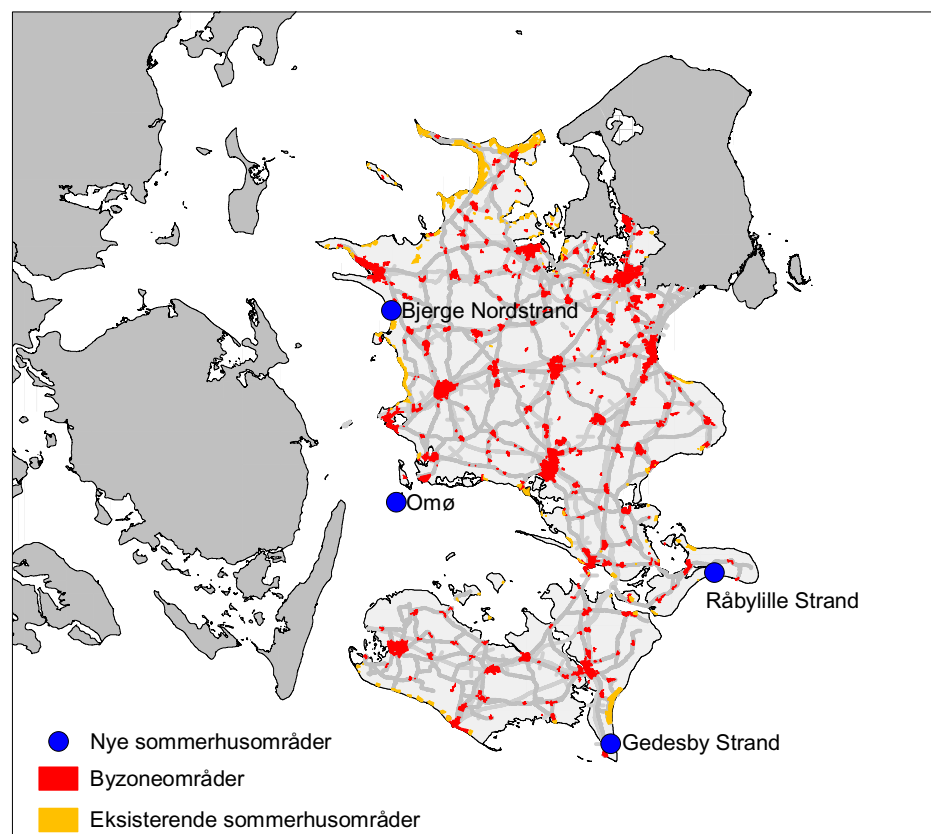 Bjerge Nordstrand
Omø
Råbylille Strand
Gedesby Strand
Nye sommerhusområder
Byzoneområder
Eksisterende sommerhusområder